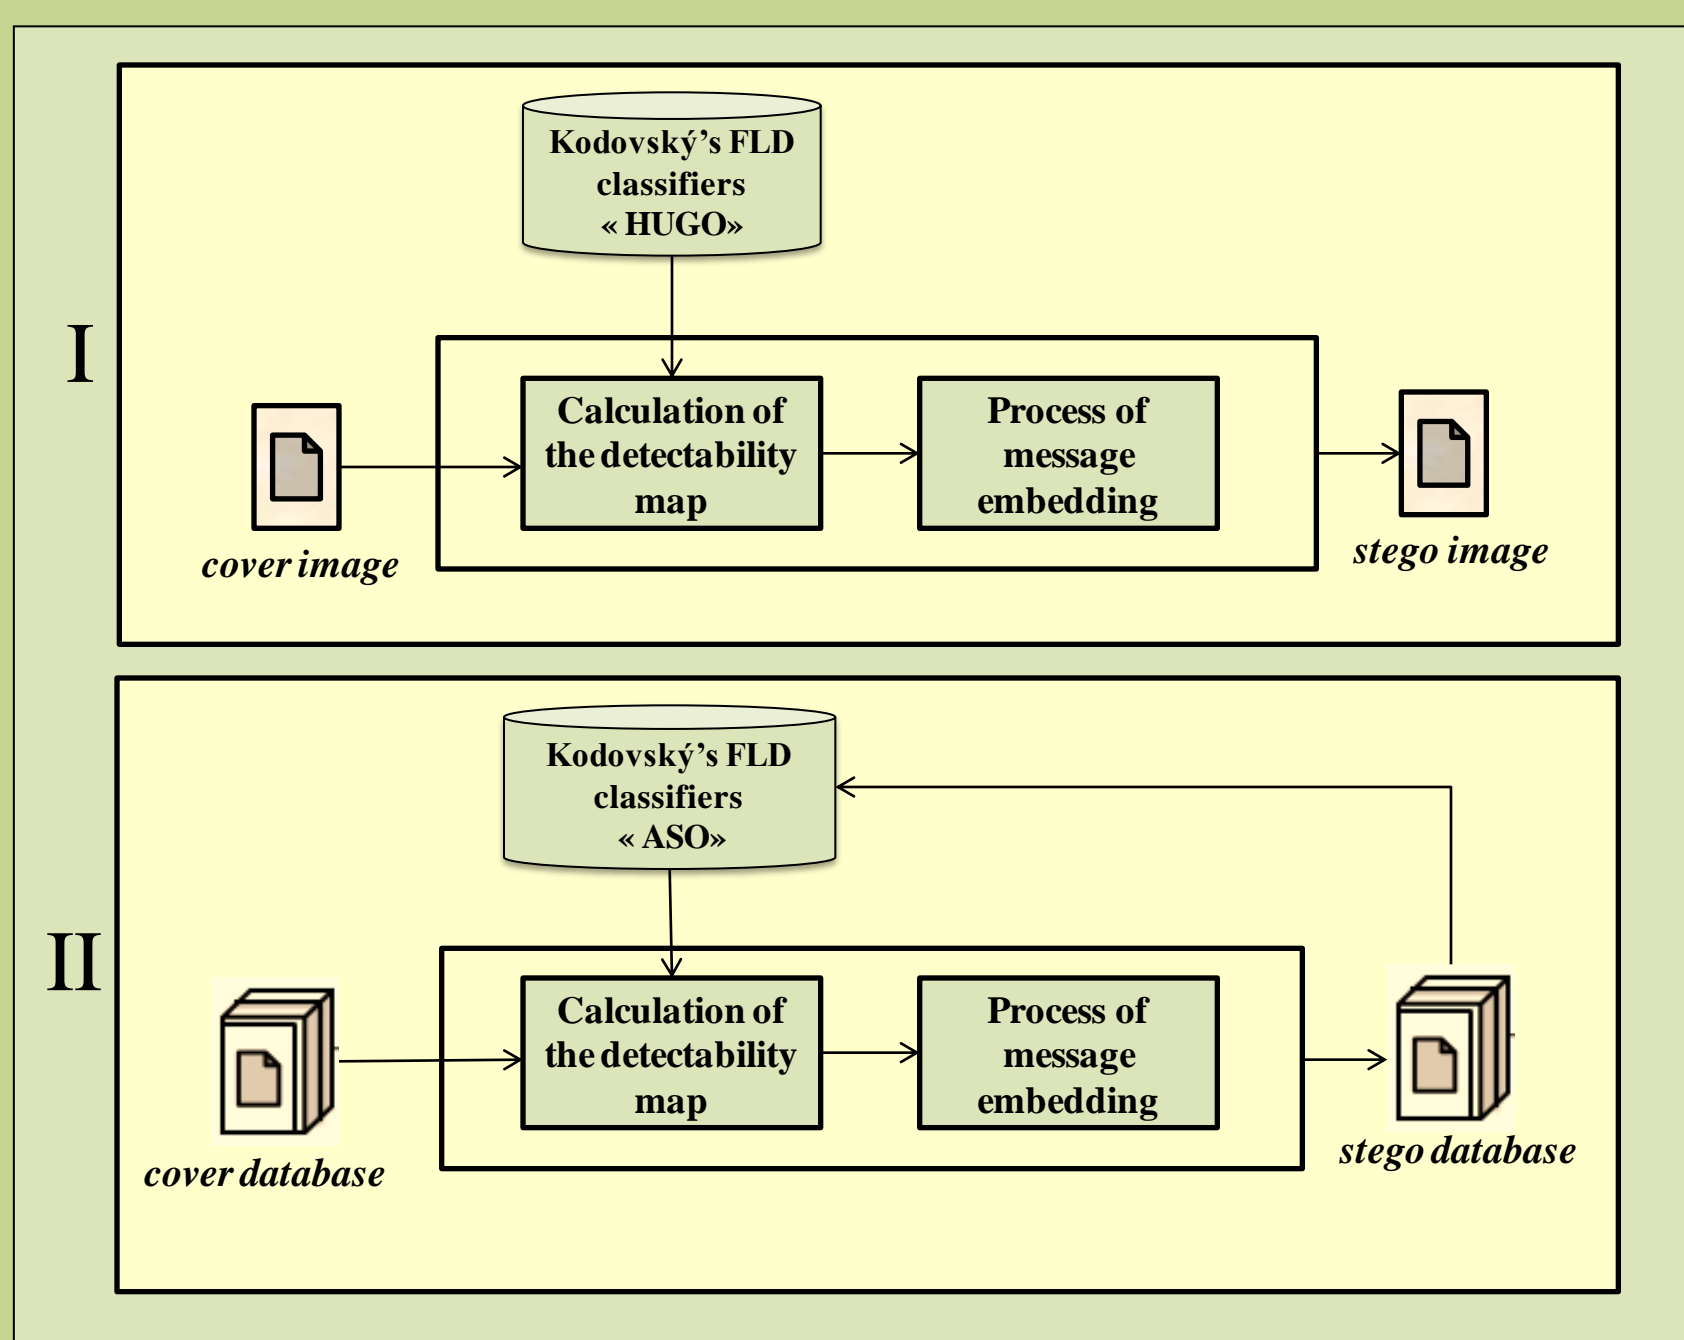 I
Kodovský's FLD
classifiers
« HUGO»
Calculation of
the detectability
map
Process of
message
embedding
cover image
stego image
II
Kodovský's FLD
classifiers
« ASO»
Calculation of
the detectability
map
Process of
message
embedding
cover database
stego database